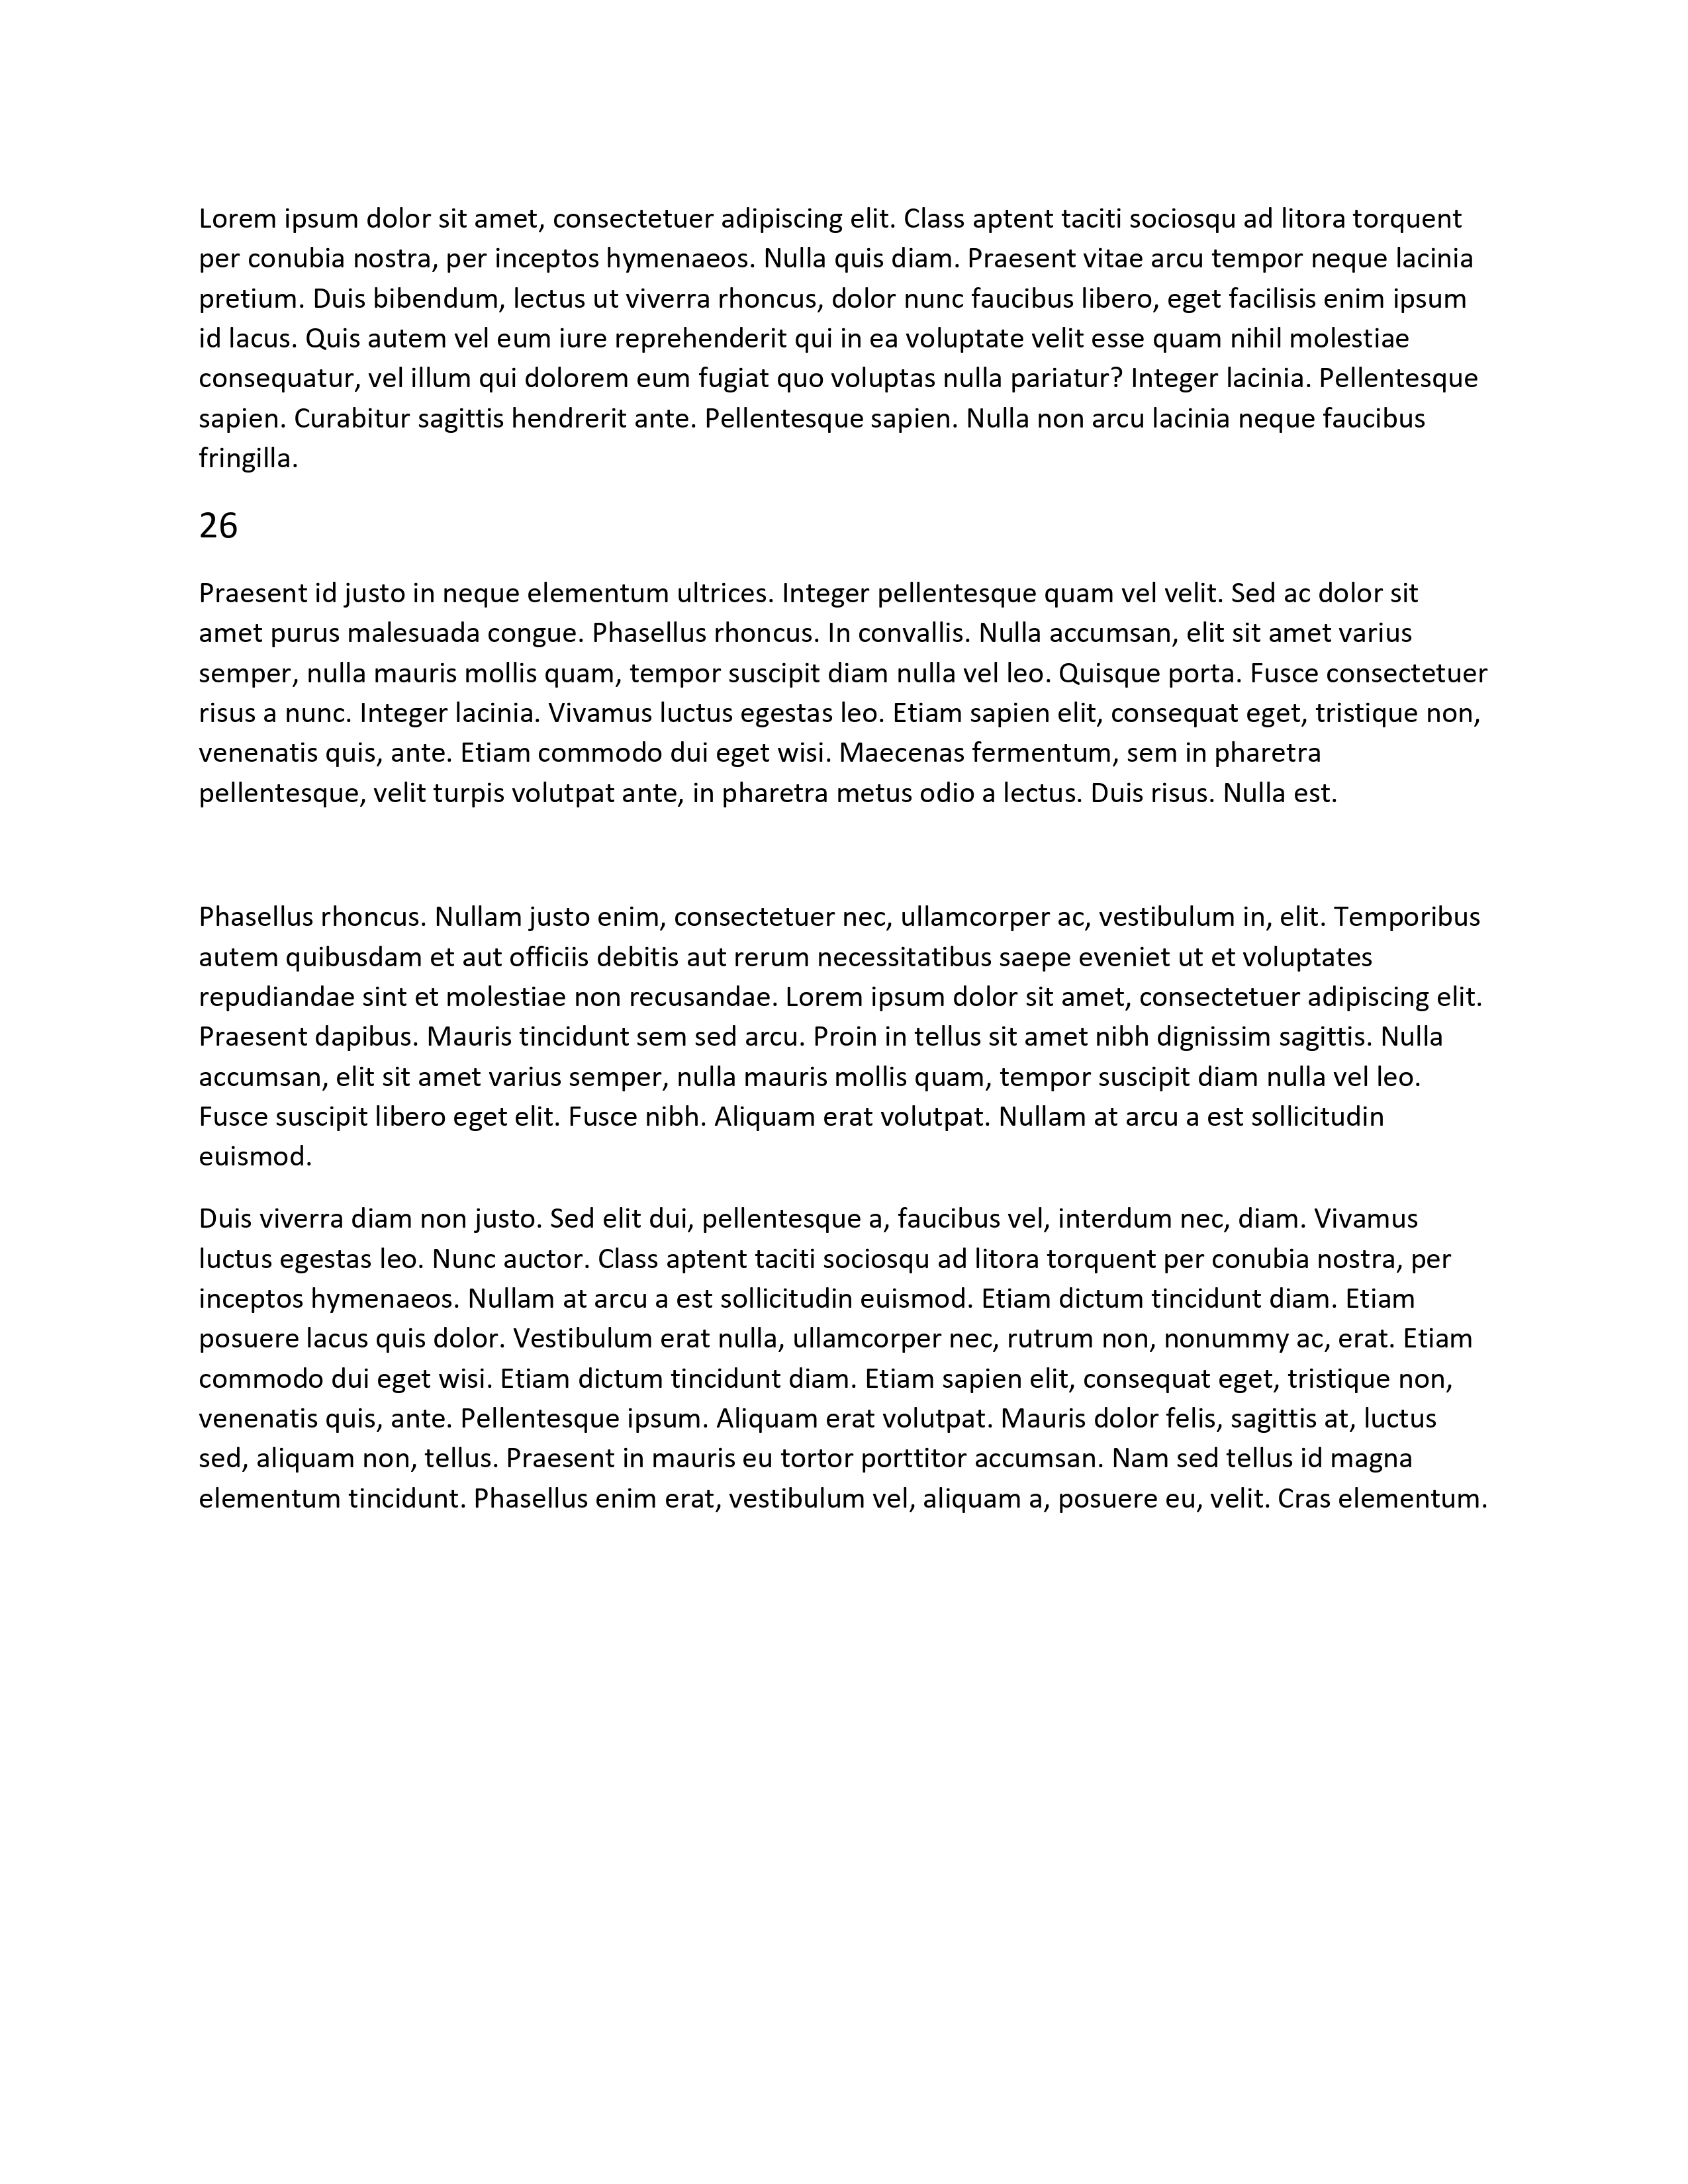 Lorem ipsum dolor sit amet, consectetuer adipiscing elit. Class aptent taciti sociosqu ad litora torquent
per conubia nostra, per inceptos hymenaeos. Nulla quis diam. Praesent vitae arcu tempor neque lacinia
pretium. Duis bibendum, lectus ut viverra rhoncus, dolor nunc faucibus libero, eget facilisis enim ipsum
id lacus. Quis autem vel eum iure reprehenderit qui in ea voluptate velit esse quam nihil molestiae
consequatur, vel illum qui dolorem eum fugiat quo voluptas nulla pariatur? Integer lacinia. Pellentesque
sapien. Curabitur sagittis hendrerit ante. Pellentesque sapien. Nulla non arcu lacinia neque faucibus
fringilla.
26
Praesent id justo in neque elementum ultrices. Integer pellentesque quam vel velit. Sed ac dolor sit
amet purus malesuada congue. Phasellus rhoncus. In convallis. Nulla accumsan, elit sit amet varius
semper, nulla mauris mollis quam, tempor suscipit diam nulla vel leo. Quisque porta. Fusce consectetuer
risus a nunc. Integer lacinia. Vivamus luctus egestas leo. Etiam sapien elit, consequat eget, tristique non,
venenatis quis, ante. Etiam commodo dui eget wisi. Maecenas fermentum, sem in pharetra
pellentesque, velit turpis volutpat ante, in pharetra metus odio a lectus. Duis risus. Nulla est.
Phasellus rhoncus. Nullam justo enim, consectetuer nec, ullamcorper ac, vestibulum in, elit. Temporibus
autem quibusdam et aut officiis debitis aut rerum necessitatibus saepe eveniet ut et voluptates
repudiandae sint et molestiae non recusandae. Lorem ipsum dolor sit amet, consectetuer adipiscing elit.
Praesent dapibus. Mauris tincidunt sem sed arcu. Proin in tellus sit amet nibh dignissim sagittis. Nulla
accumsan, elit sit amet varius semper, nulla mauris mollis quam, tempor suscipit diam nulla vel leo.
Fusce suscipit libero eget elit. Fusce nibh. Aliquam erat volutpat. Nullam at arcu a est sollicitudin
euismod.
Duis viverra diam non justo. Sed elit dui, pellentesque a, faucibus vel, interdum nec, diam. Vivamus
luctus egestas leo. Nunc auctor. Class aptent taciti sociosqu ad litora torquent per conubia nostra, per
inceptos hymenaeos. Nullam at arcu a est sollicitudin euismod. Etiam dictum tincidunt diam. Etiam
posuere lacus quis dolor. Vestibulum erat nulla, ullamcorper nec, rutrum non, nonummy ac, erat. Etiam
commodo dui eget wisi. Etiam dictum tincidunt diam. Etiam sapien elit, consequat eget, tristique non,
venenatis quis, ante. Pellentesque ipsum. Aliquam erat volutpat. Mauris dolor felis, sagittis at, luctus
sed, aliquam non, tellus. Praesent in mauris eu tortor porttitor accumsan. Nam sed tellus id magna
elementum tincidunt. Phasellus enim erat, vestibulum vel, aliquam a, posuere eu, velit. Cras elementum.